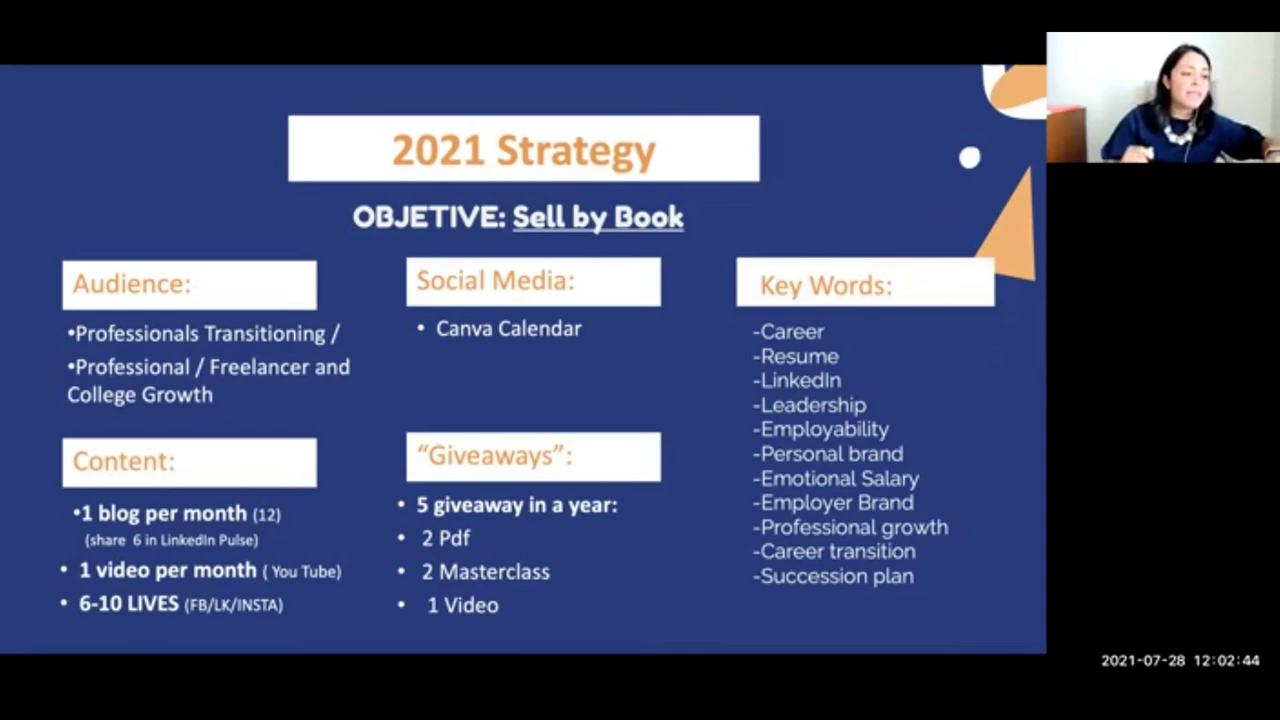 2021 Strategy
OBJETIVE: Sell by Book
Audience:
•Professionals Transitioning /
•Professional / Freelancer and
College Growth
Social Media:
• Canva Calendar
Key Words:
-Career
-Resume
-LinkedIn
-Leadership
-Employability
-Personal brand
-Emotional Salary
-Employer Brand
-Professional growth
-Career transition
-Succession plan
Content:
•1 blog per month (12)
(share 6 in LinkedIn Pulse)
• 1 video per month ( You Tube)
• 6-10 LIVES (FB/LK/INSTA)
“Giveaways”:
• 5 giveaway in a year:
• 2 Pdf
• 2 Masterclass
• 1 Video
2021-07-28 12:02:44